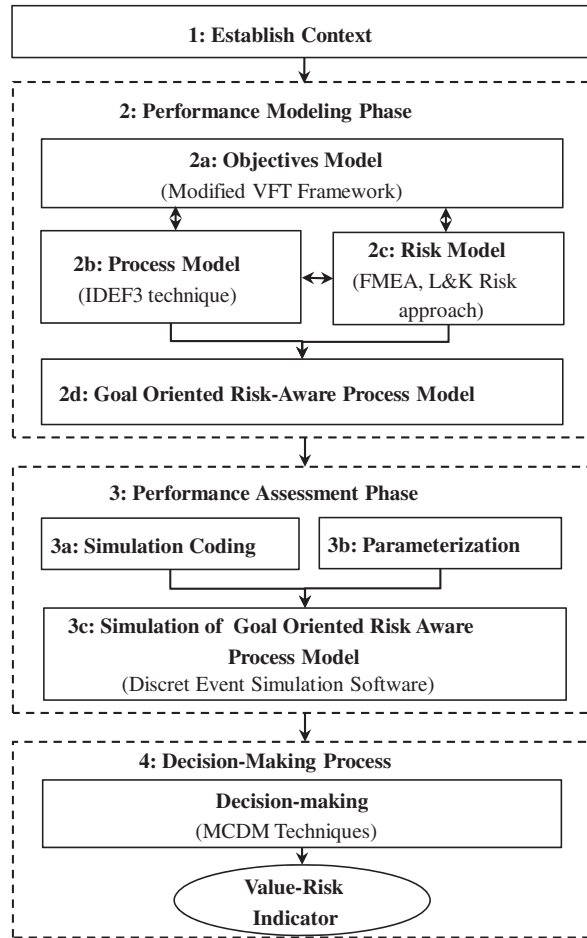 1: Establish Context
2: Performance Modeling Phase
2a: Objectives Model
(Modified VFT Framework)
2b: Process Model
(IDEF3 technique)
2c: Risk Model
(FMEA, L&K Risk
approach)
2d: Goal Oriented Risk-Aware Process Model
3: Performance Assessment Phase
3a: Simulation Coding
3b: Parameterization
3c: Simulation of Goal Oriented Risk Aware
Process Model
(Discret Event Simulation Software)
4: Decision-Making Process
Decision-making
(MCDM Techniques)
Value-Risk
Indicator